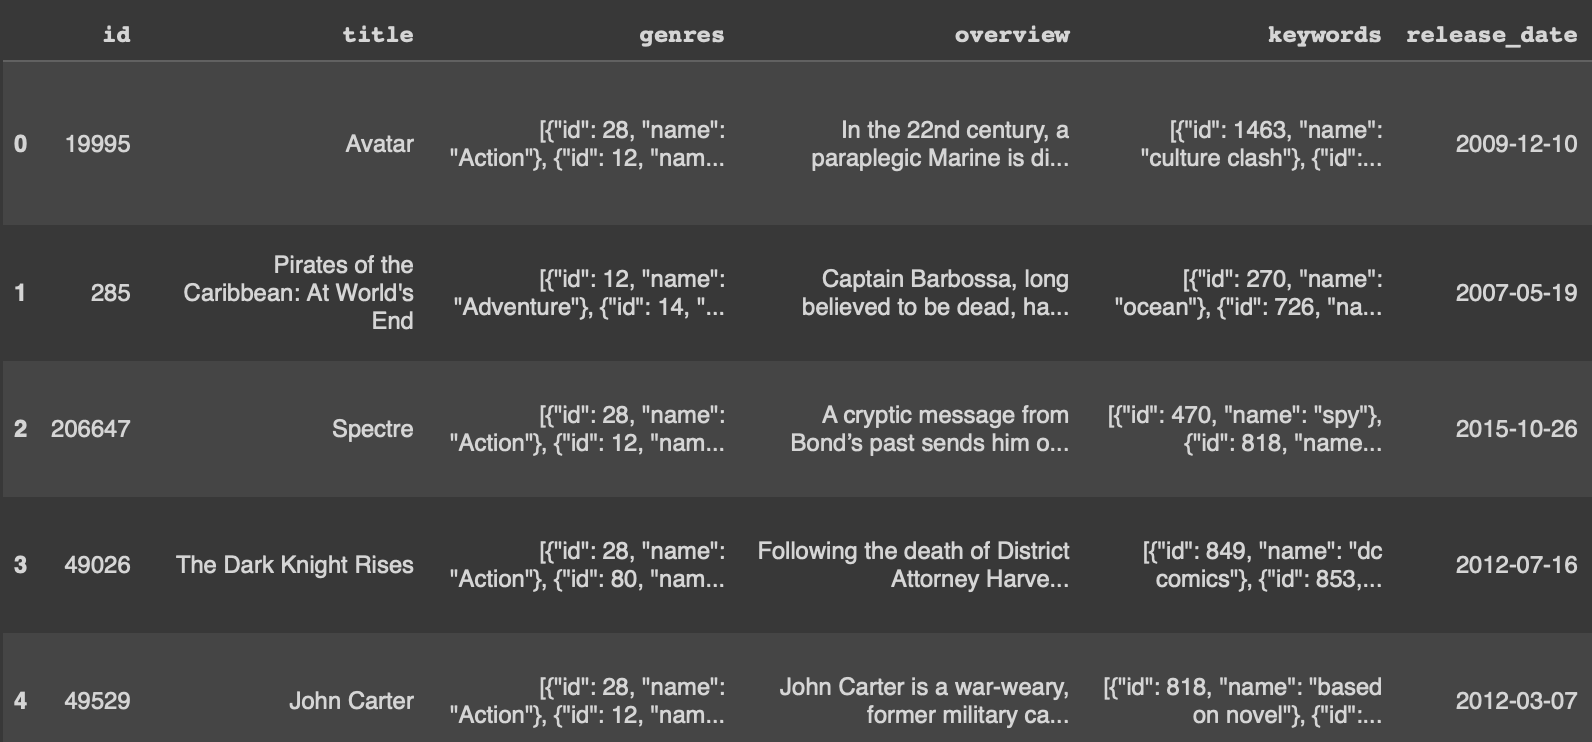 id title genres overview keywords release_date
[{"id": 28, "name": In the 22nd century, a [{"id": 1463, "name":
0 19995 Avatar 2009-12-10
"Action"}, {"id": 12, "nam... paraplegic Marine is di... "culture clash"}, {"id":...
Pirates of the
[{"id": 12, "name": Captain Barbossa, long [{"id": 270, "name":
1 285 Caribbean: At World's 2007-05-19
"Adventure"}, {"id": 14, "... believed to be dead, ha... "ocean"}, {"id": 726, "na...
End
[{"id": 28, "name": A cryptic message from [{"id": 470, "name": "spy"},
2 206647 Spectre 2015-10-26
"Action"}, {"id": 12, "nam... Bond’s past sends him o... {"id": 818, "name...
[{"id": 28, "name": Following the death of District [{"id": 849, "name": "dc
3 49026 The Dark Knight Rises 2012-07-16
"Action"}, {"id": 80, "nam... Attorney Harve... comics"}, {"id": 853,...
[{"id": 28, "name": John Carter is a war-weary, [{"id": 818, "name": "based
4 49529 John Carter 2012-03-07
"Action"}, {"id": 12, "nam... former military ca... on novel"}, {"id":...